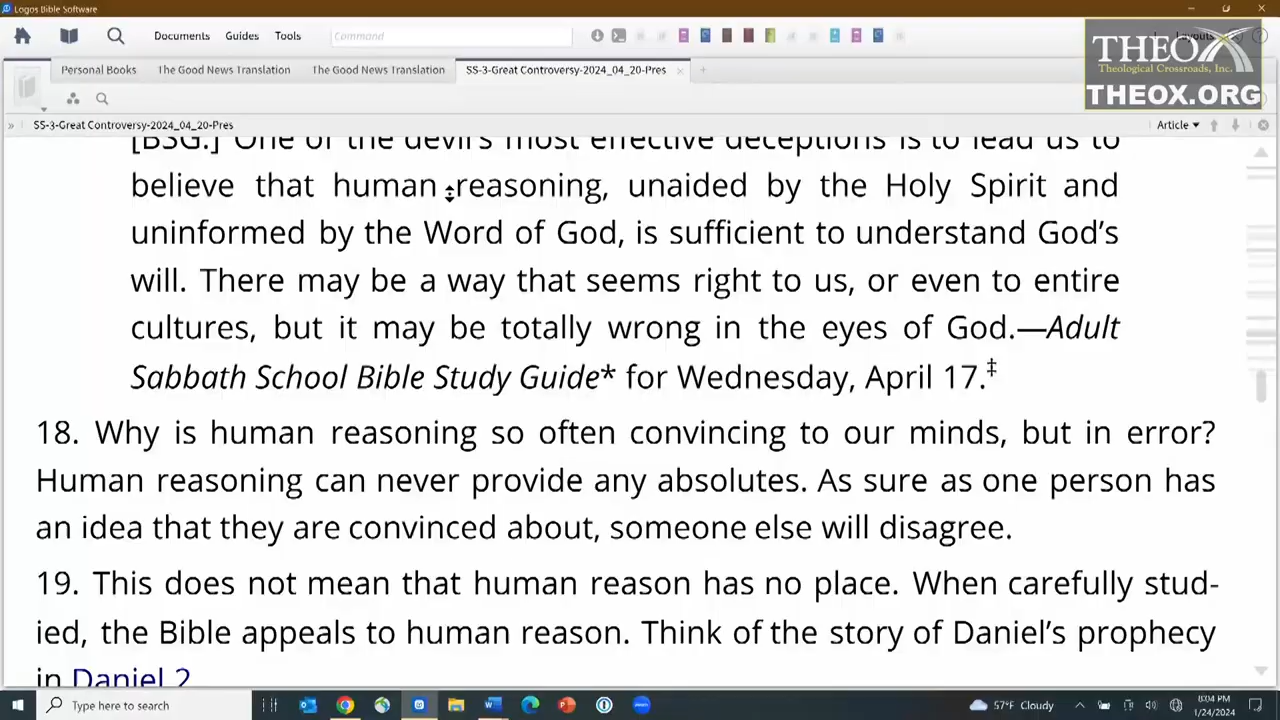 Logos Bible Software
Documents Guides Tools Command Layouts
THEOX
Theological Crossroads, Inc.
THEOX.ORG
Personal Books The Good News Translation The Good News Translati SS-3-Great Controversy-2024_04_20-Pres
SS-3-Great Controversy-2024_04_20-Pres Article
[BSG:] One of the devil's most effective deceptions is to lead us to
believe that human reasoning, unaided by the Holy Spirit and
uninformed by the Word of God, is sufficient to understand God's
will. There may be a way that seems right to us, or even to entire
cultures, but it may be totally wrong in the eyes of God.—Adult
Sabbath School Bible Study Guide* for Wednesday, April 17.‡
18. Why is human reasoning so often convincing to our minds, but in error?
Human reasoning can never provide any absolutes. As sure as one person has
an idea that they are convinced about, someone else will disagree.
19. This does not mean that human reason has no place. When carefully stud-
ied, the Bible appeals to human reason. Think of the story of Daniel's prophecy
in Daniel 2
Type here to search 57°F Cloudy 8:04 PM
1/24/2024